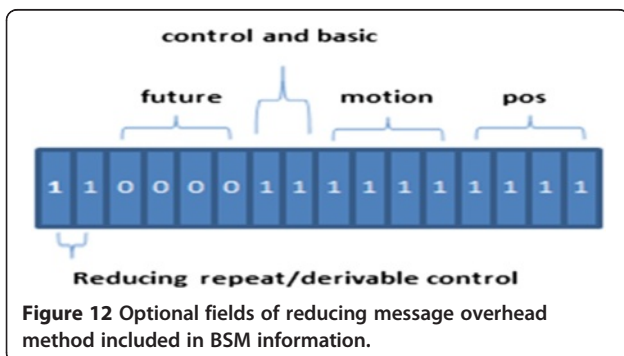 control and basic
future motion pos
1 1 0 0 0 0 1 1 1 1 1 1 1 1 1 1
Reducing repeat/derivable control
Figure 12 Optional fields of reducing message overhead
method included in BSM information.